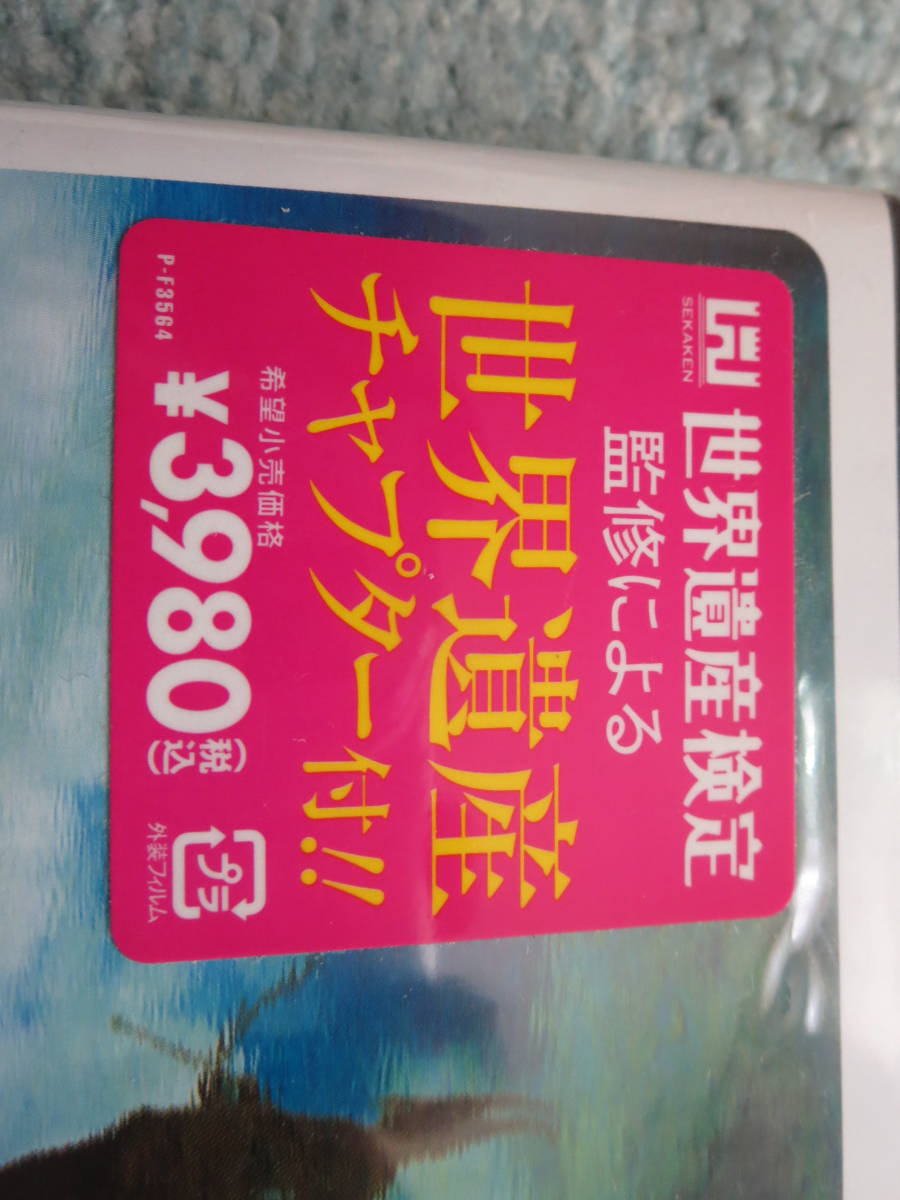 SEKAKEN
世界遺産検定
監修による
世界遺産
チャプター付!!
希望小売価格
¥3,980(税込)
プラ
外装フィルム
P-F3564